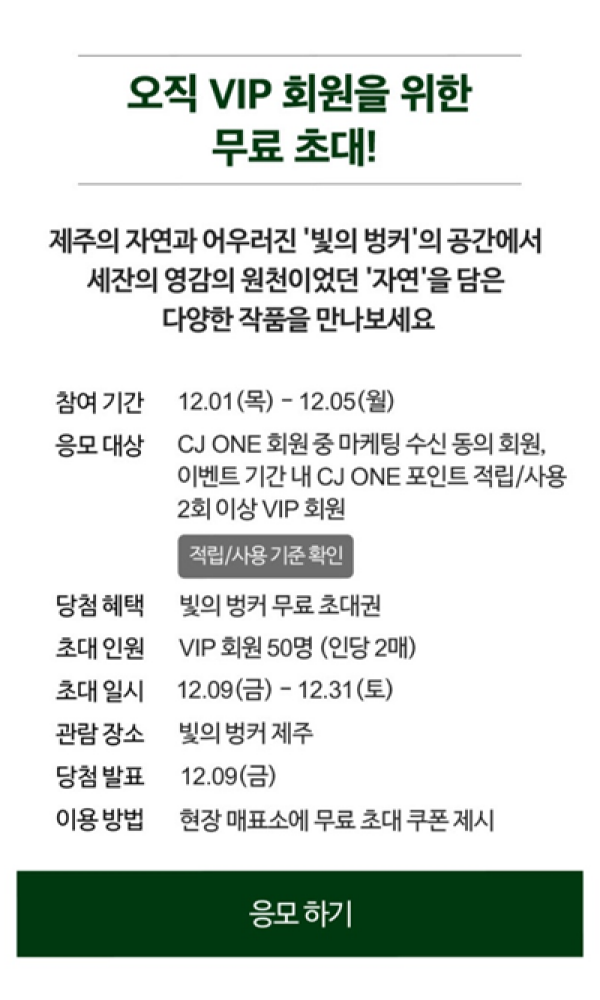 오직 VIP 회원을 위한
무료 초대!
제주의 자연과 어우러진 '빛의 벙커'의 공간에서
세잔의 영감의 원천이었던 '자연'을 담은
다양한 작품을 만나보세요
참여 기간 12.01(목) - 12.05(월)
응모 대상 CJ ONE 회원 중 마케팅 수신 동의 회원,
이벤트 기간 내 CJ ONE 포인트 적립/사용
2회 이상 VIP 회원
적립/사용 기준 확인
당첨 혜택 빛의 벙커 무료 초대권
초대 인원 VIP 회원 50명 (인당 2매)
초대 일시 12.09(금) - 12.31(토)
관람 장소 빛의 벙커 제주
당첨 발표 12.09(금)
이용 방법 현장 매표소에 무료 초대 쿠폰 제시
응모 하기